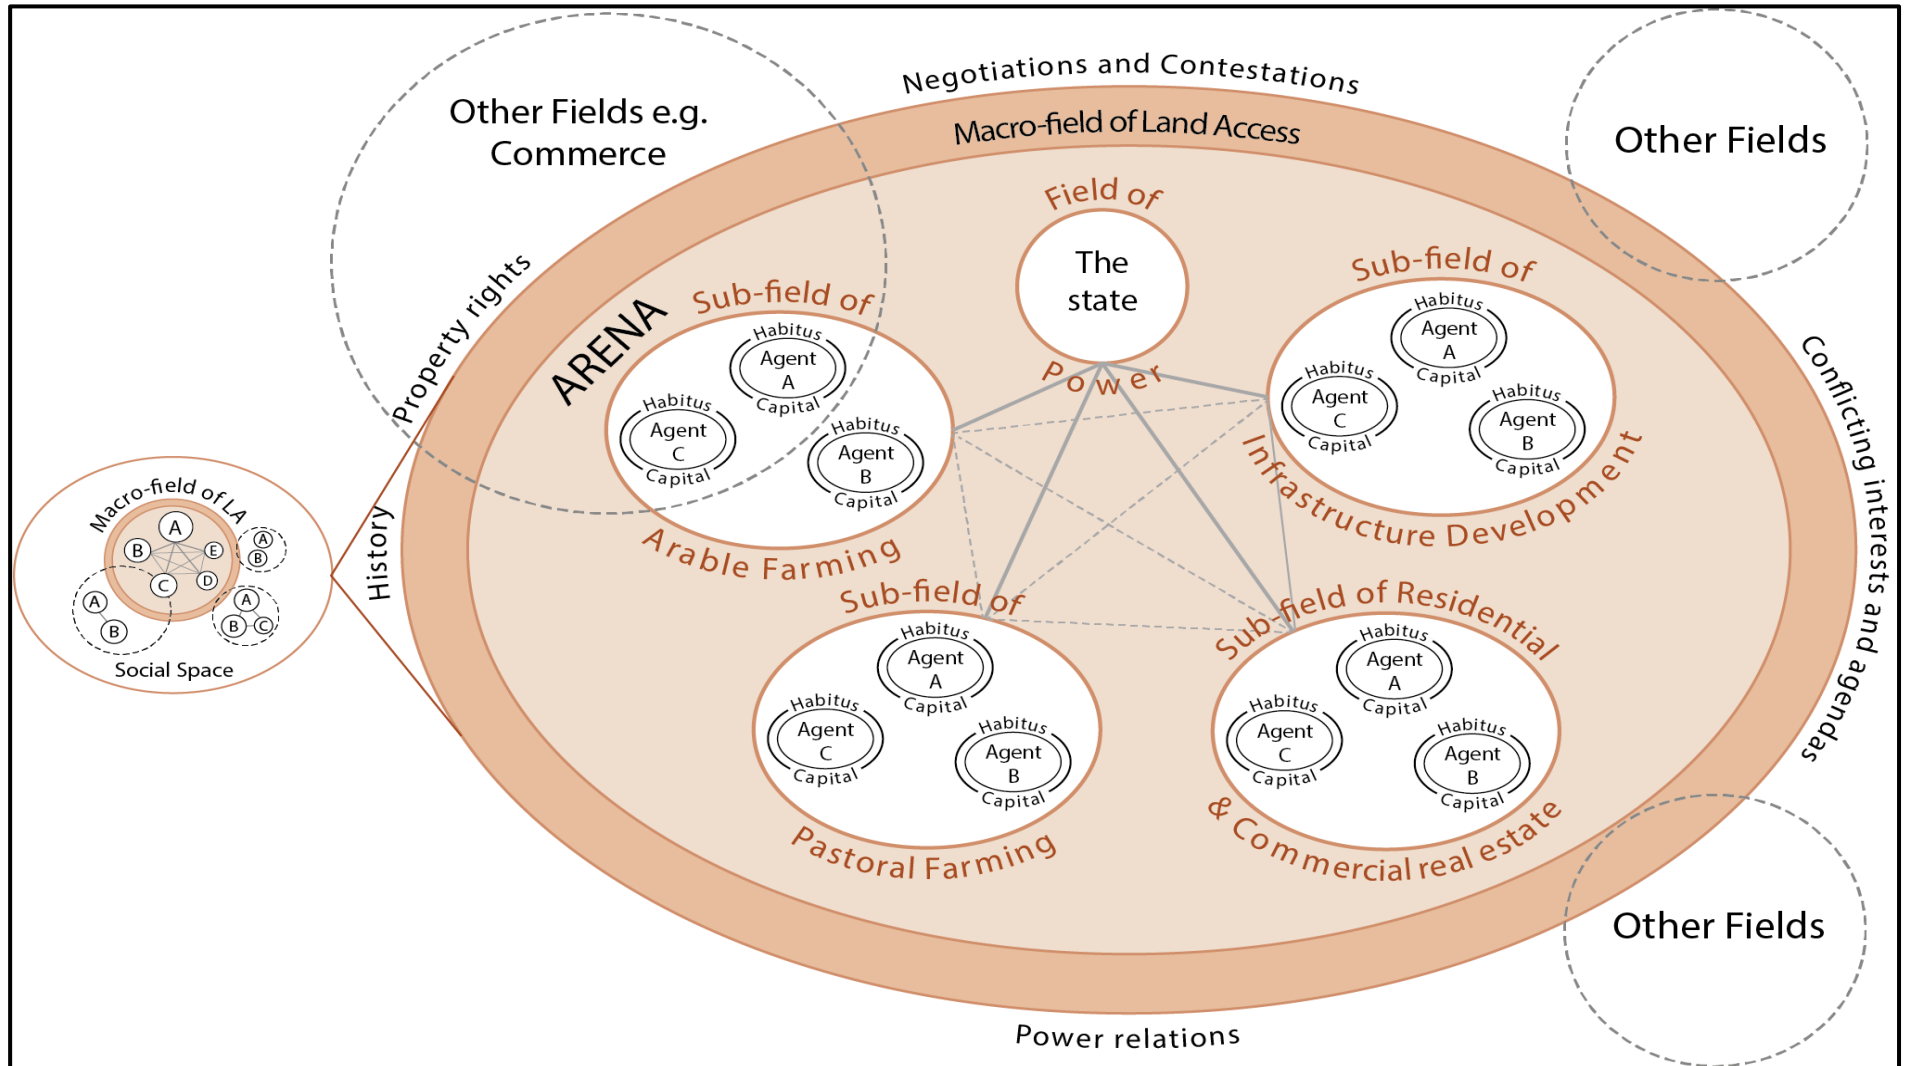 Negotiations and Contestations
Macro-field of Land Access
Other Fields e.g.
Commerce
Other Fields
Property rights
History
Conflicting interests and agendas
Power relations
ARENA
Field of
The
state
Power
Sub-field of
Habitus
Agent
A
Capital
Habitus
Agent
C
Capital
Habitus
Agent
B
Capital
Arable Farming
Sub-field of
Habitus
Agent
A
Capital
Habitus
Agent
C
Capital
Habitus
Agent
B
Capital
Infrastructure Development
Macro-field of LA
A
B
E
C
D
A
B
A
B
A
B
C
Social Space
Sub-field of
Habitus
Agent
A
Capital
Habitus
Agent
C
Capital
Habitus
Agent
B
Capital
Pastoral Farming
Sub-field of Residential
Habitus
Agent
A
Capital
Habitus
Agent
C
Capital
Habitus
Agent
B
Capital
& Commercial real estate
Other Fields